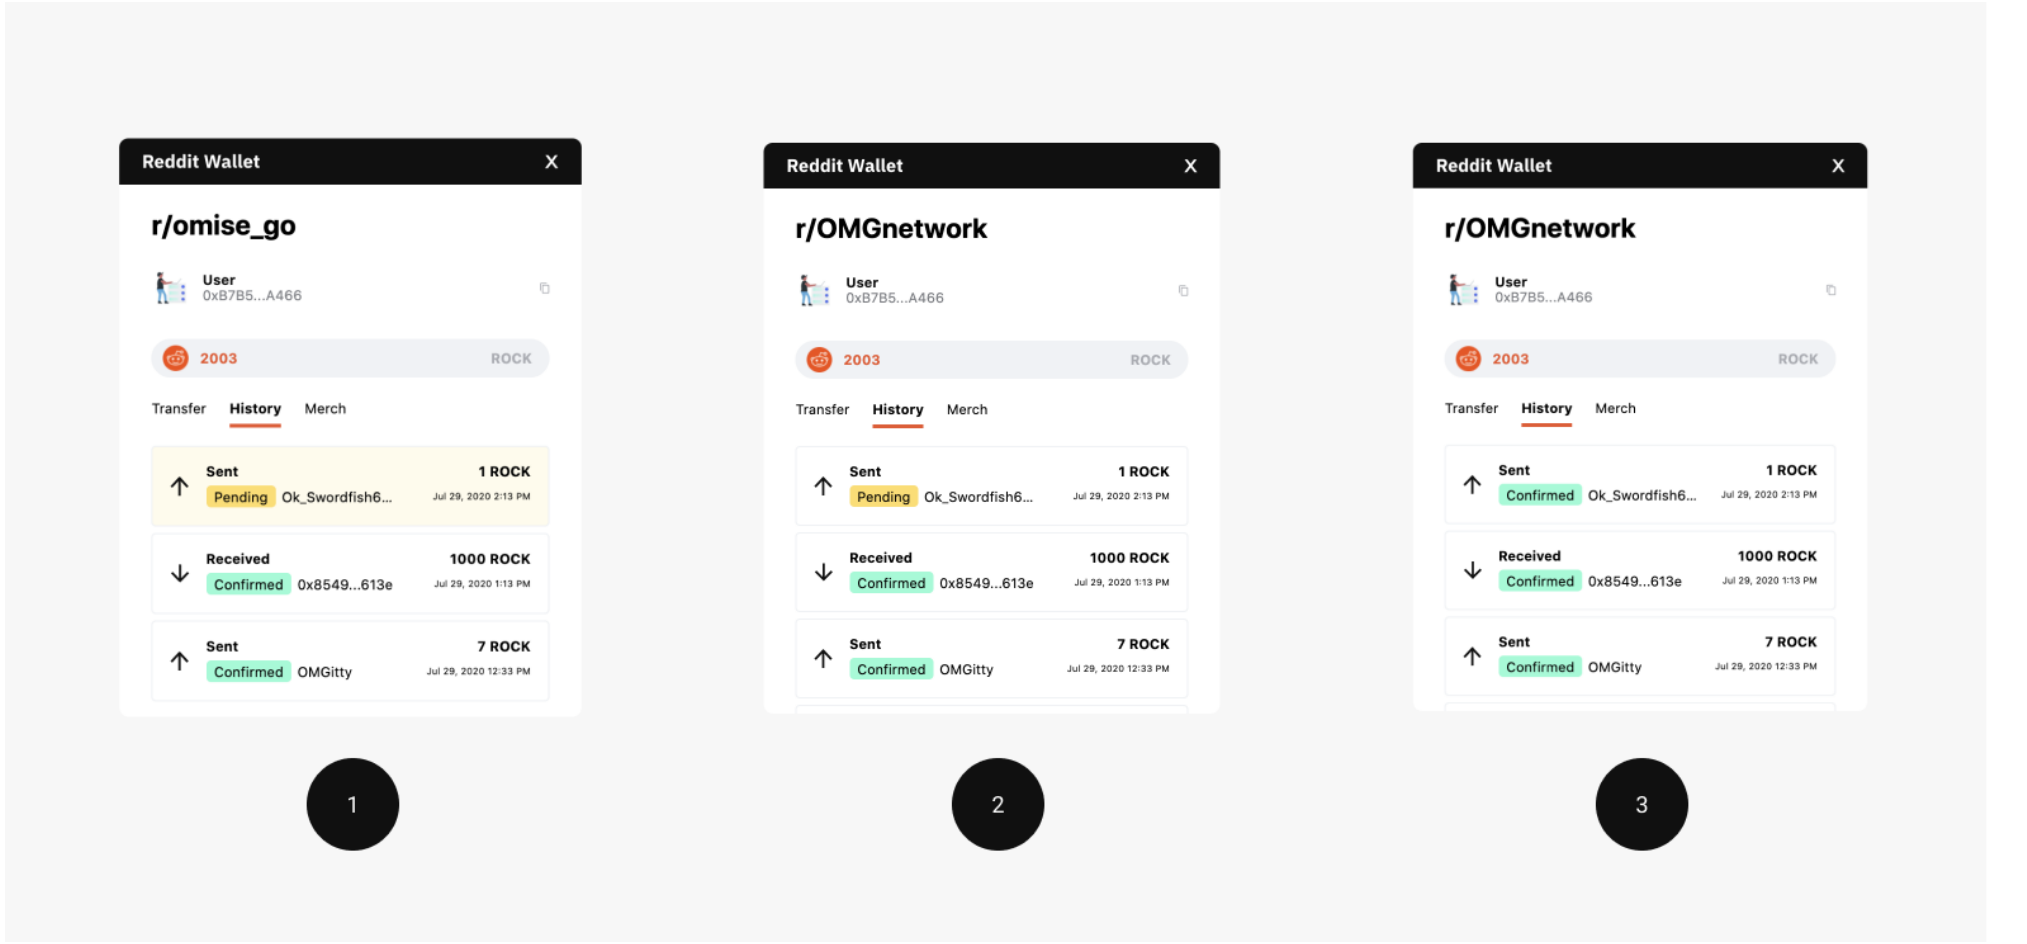 Reddit Wallet X
r/omise_go
User
0xB7B5...A466
2003 ROCK
Transfer History Merch
Sent 1 ROCK
Pending Ok_Swordfish6... Jul 29, 2020 2:13 PM
Received 1000 ROCK
Confirmed 0x8549...613e Jul 29, 2020 1:13 PM
Sent 7 ROCK
Confirmed OMGitty Jul 29, 2020 12:33 PM
1
Reddit Wallet X
r/OMGnetwork
User
0xB7B5...A466
2003 ROCK
Transfer History Merch
Sent 1 ROCK
Pending Ok_Swordfish6... Jul 29, 2020 2:13 PM
Received 1000 ROCK
Confirmed 0x8549...613e Jul 29, 2020 1:13 PM
Sent 7 ROCK
Confirmed OMGitty Jul 29, 2020 12:33 PM
2
Reddit Wallet X
r/OMGnetwork
User
0xB7B5...A466
2003 ROCK
Transfer History Merch
Sent 1 ROCK
Confirmed Ok_Swordfish6... Jul 29, 2020 2:13 PM
Received 1000 ROCK
Confirmed 0x8549...613e Jul 29, 2020 1:13 PM
Sent 7 ROCK
Confirmed OMGitty Jul 29, 2020 12:33 PM
3